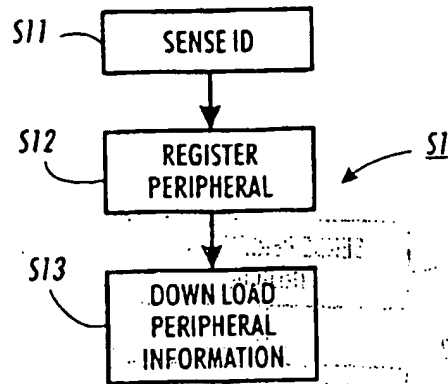 S11
SENSE ID
S12
REGISTER
PERIPHERAL
S1
S13
DOWN LOAD
PERIPHERAL
INFORMATION